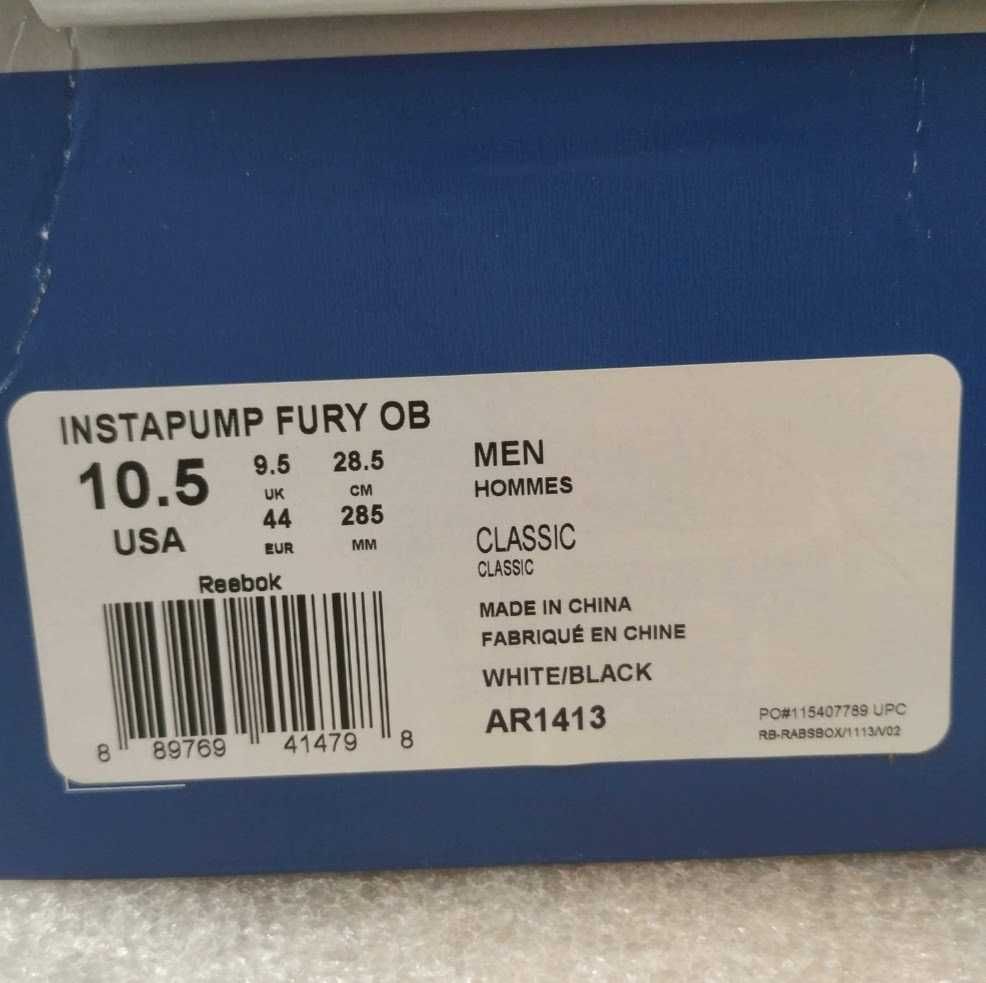 INSTAPUMP FURY OB
10.5
USA
9.5 28.5
UK CM
44 285
EUR MM
Reebok
8 89769 41479 8
MEN
HOMMES
CLASSIC
CLASSIC
MADE IN CHINA
FABRIQUÉ EN CHINE
WHITE/BLACK
AR1413
PO#115407789 UPC
RB-RABSBOX/1113/V02